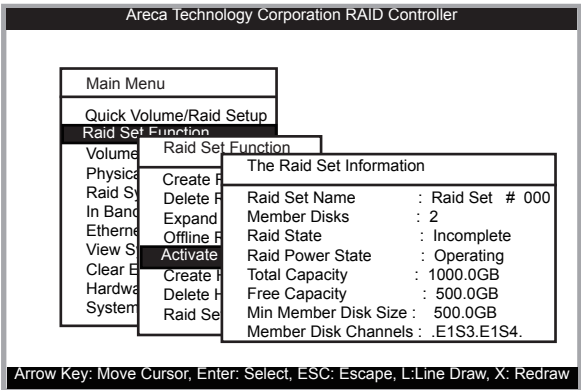 Areca Technology Corporation RAID Controller
Main Menu
Quick Volume/Raid Setup
Raid Set Function
Volume
Physica
Raid Sy
In Band
Etherne
View S
Clear E
Hardwa
System
Raid Set Function
Create R
Delete R
Expand
Offline R
Activate
Create H
Delete H
Raid Se
The Raid Set Information
Raid Set Name : Raid Set # 000
Member Disks : 2
Raid State : Incomplete
Raid Power State : Operating
Total Capacity : 1000.0GB
Free Capacity : 500.0GB
Min Member Disk Size : 500.0GB
Member Disk Channels : .E1S3.E1S4.
Arrow Key: Move Cursor, Enter: Select, ESC: Escape, L:Line Draw, X: Redraw